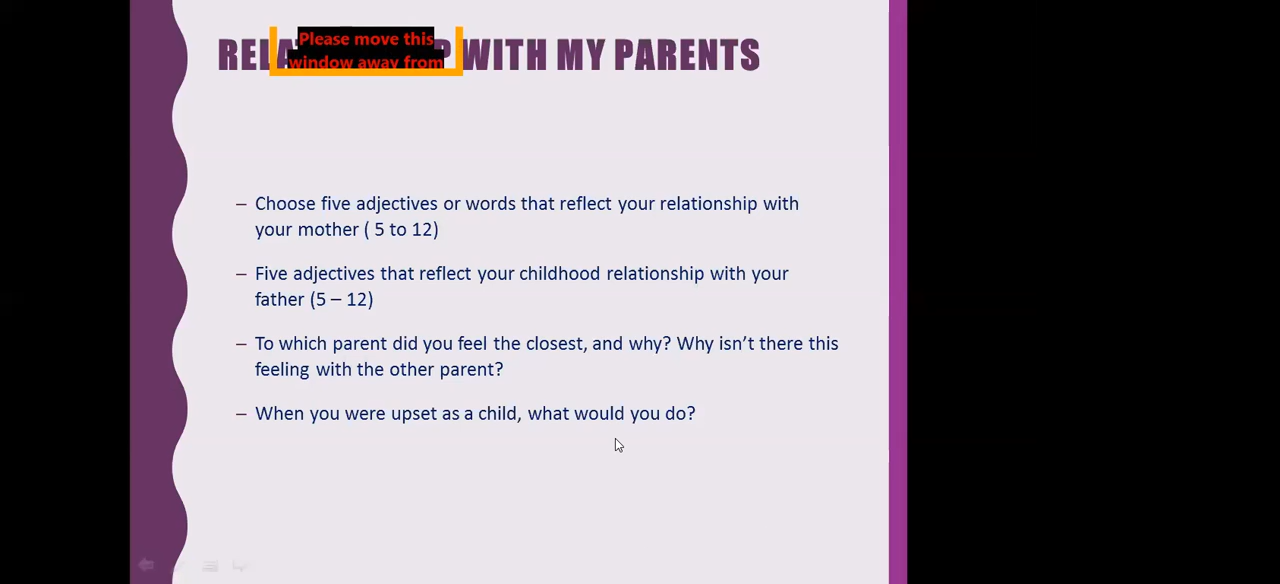 RELA P WITH MY PARENTS
Please move this
window away from
– Choose five adjectives or words that reflect your relationship with
your mother ( 5 to 12)
– Five adjectives that reflect your childhood relationship with your
father (5 – 12)
– To which parent did you feel the closest, and why? Why isn’t there this
feeling with the other parent?
– When you were upset as a child, what would you do?